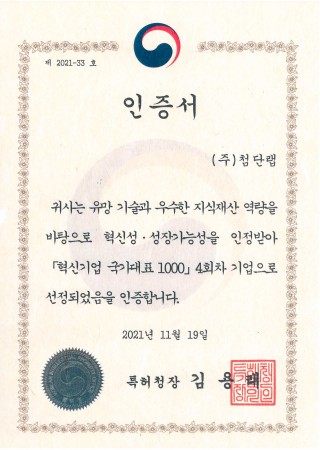 제 2021-33 호
인증서
(주)첨단랩
귀사는 유망 기술과 우수한 지식재산 역량을
바탕으로 혁신성·성장가능성을 인정받아
「혁신기업 국가대표 1000」 4회차 기업으로
선정되었음을 인증합니다.
2021년 11월 19일
특허청장 김용래